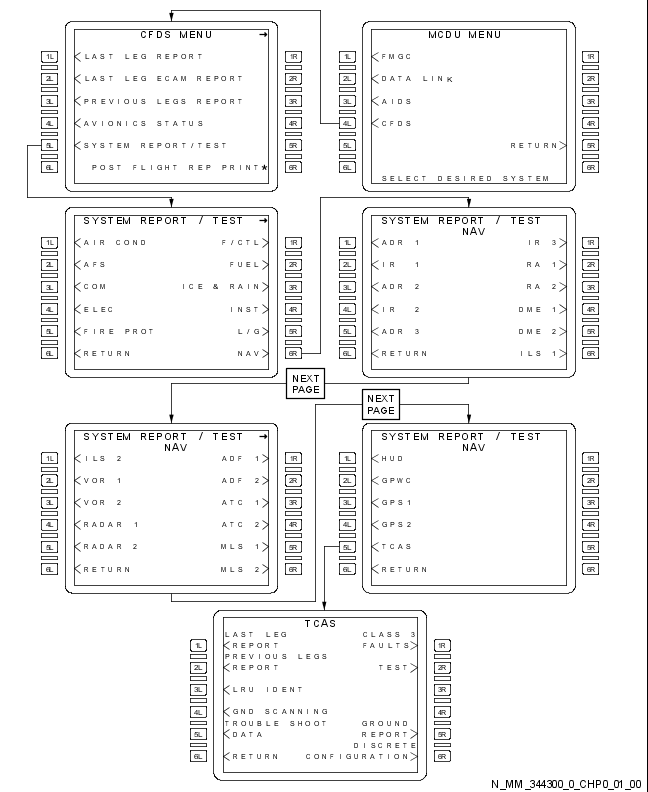 CFDS MENU →
1L <LAST LEG REPORT 1R
2L <LAST LEG ECAM REPORT 2R
3L <PREVIOUS LEGS REPORT 3R
4L <AVIONICS STATUS 4R
5L <SYSTEM REPORT/TEST 5R
6L POST FLIGHT REP PRINT* 6R
MCDU MENU
1L <FMGC 1R
2L <DATA LINK 2R
3L <AIDS 3R
4L <CFDS 4R
5L RETURN> 5R
6L 6R
SELECT DESIRED SYSTEM
SYSTEM REPORT / TEST →
1L <AIR COND F/CTL> 1R
2L <AFS FUEL> 2R
3L <COM ICE & RAIN> 3R
4L <ELEC INST> 4R
5L <FIRE PROT L/G> 5R
6L <RETURN NAV> 6R
SYSTEM REPORT / TEST
NAV
1L <ADR 1 IR 3> 1R
2L <IR 1 RA 1> 2R
3L <ADR 2 RA 2> 3R
4L <IR 2 DME 1> 4R
5L <ADR 3 DME 2> 5R
6L <RETURN ILS 1> 6R
NEXT
PAGE
NEXT
PAGE
SYSTEM REPORT / TEST →
NAV
1L <ILS 2 ADF 1> 1R
2L <VOR 1 ADF 2> 2R
3L <VOR 2 ATC 1> 3R
4L <RADAR 1 ATC 2> 4R
5L <RADAR 2 MLS 1> 5R
6L <RETURN MLS 2> 6R
SYSTEM REPORT / TEST
NAV
1L <HUD 1R
2L <GPWC 2R
3L <GPS1 3R
4L <GPS2 4R
5L <TCAS 5R
6L <RETURN 6R
TCAS
LAST LEG CLASS 3
1L <REPORT FAULTS> 1R
PREVIOUS LEGS
2L <REPORT TEST> 2R
3L <LRU IDENT 3R
4L <GND SCANNING 4R
TROUBLE SHOOT GROUND
5L <DATA REPORT> 5R
DISCRETE
6L <RETURN CONFIGURATION> 6R
N_MM_344300_0_CHP0_01_00